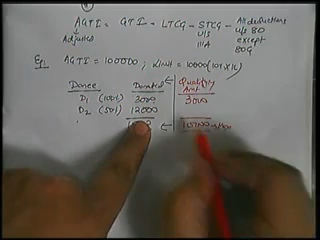 AGTI = GTI - LTCG - STCG - All deductions
Adjusted u/s u/s 80
111A except
80G
Eg. AGTI = 100000 ; Limit = 10000 (10% × 1L)
Donee Donated Qualifying Amt
D1 (100%) 3000 3000
D2 (50%) 12000
10000